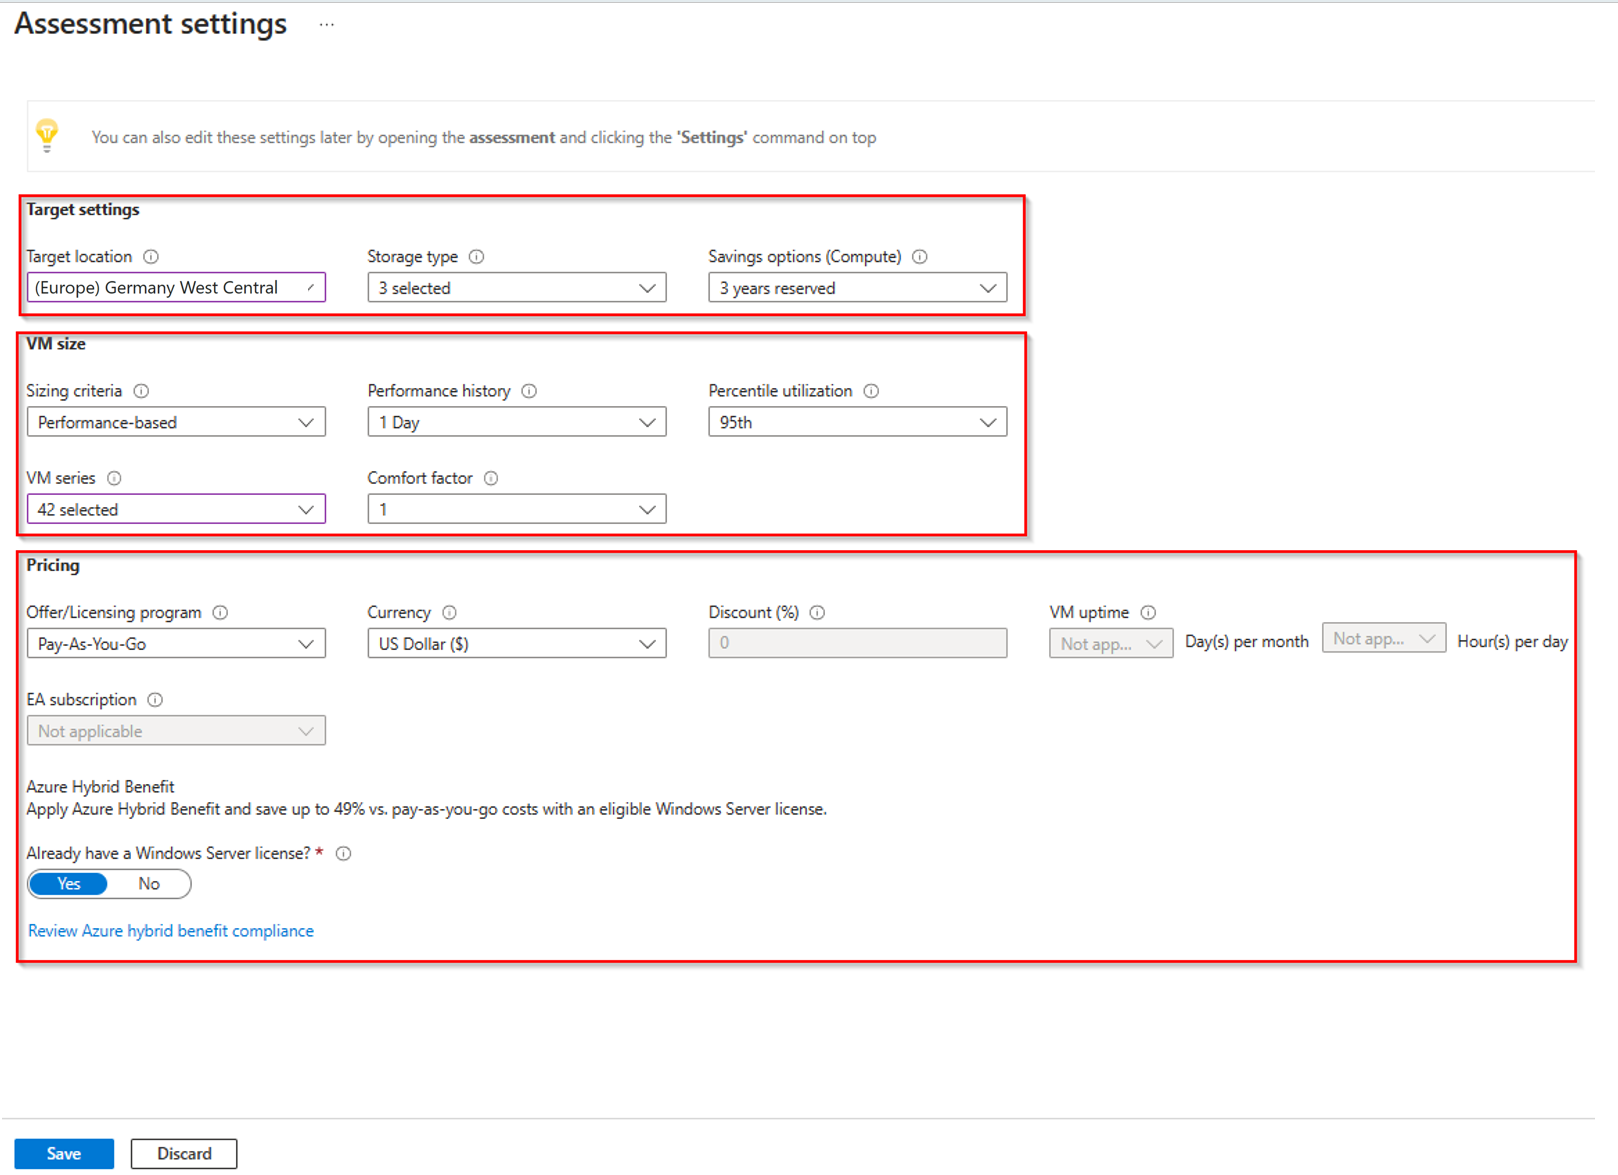 Assessment settings ...
You can also edit these settings later by opening the assessment and clicking the 'Settings' command on top
Target settings
Target location Storage type Savings options (Compute)
(Europe) Germany West Central 3 selected 3 years reserved
VM size
Sizing criteria Performance history Percentile utilization
Performance-based 1 Day 95th
VM series Comfort factor
42 selected 1
Pricing
Offer/Licensing program Currency Discount (%) VM uptime
Pay-As-You-Go US Dollar ($) 0 Not app... Day(s) per month Not app... Hour(s) per day
EA subscription
Not applicable
Azure Hybrid Benefit
Apply Azure Hybrid Benefit and save up to 49% vs. pay-as-you-go costs with an eligible Windows Server license.
Already have a Windows Server license? *
Yes No
Review Azure hybrid benefit compliance
Save Discard